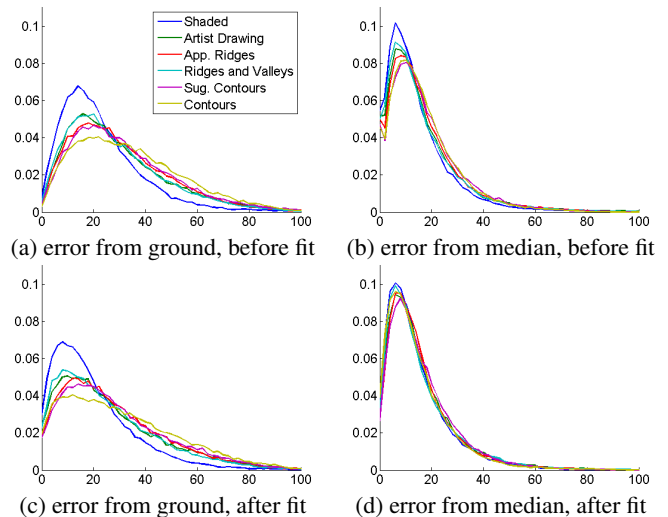 0.1
0.08
0.06
0.04
0.02
0
0 20 40 60 80 100
Shaded
Artist Drawing
App. Ridges
Ridges and Valleys
Sug. Contours
Contours
(a) error from ground, before fit
0.1
0.08
0.06
0.04
0.02
0
0 20 40 60 80 100
(b) error from median, before fit
0.1
0.08
0.06
0.04
0.02
0
0 20 40 60 80 100
(c) error from ground, after fit
0.1
0.08
0.06
0.04
0.02
0
0 20 40 60 80 100
(d) error from median, after fit